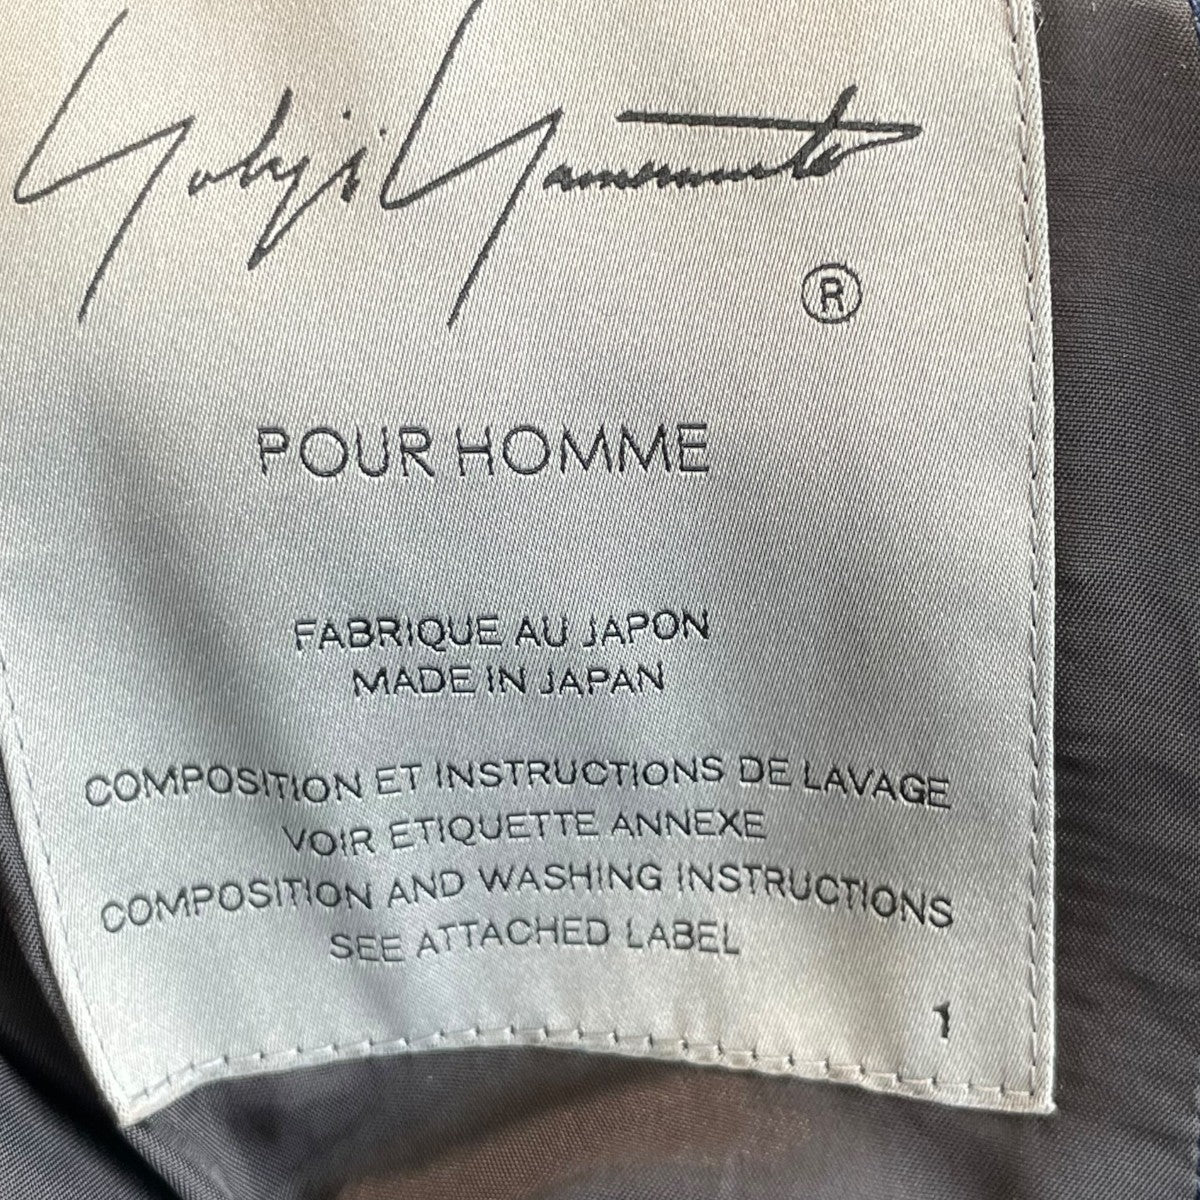 Yohji Yamamoto
®
POUR HOMME
FABRIQUE AU JAPON
MADE IN JAPAN
COMPOSITION ET INSTRUCTIONS DE LAVAGE
VOIR ETIQUETTE ANNEXE
COMPOSITION AND WASHING INSTRUCTIONS
SEE ATTACHED LABEL
1